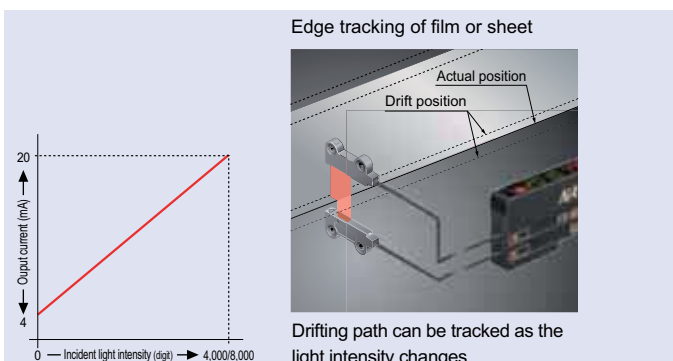 Edge tracking of film or sheet
Actual position
Drift position
20
Ouput current (mA)
4
0
Incident light intensity (digit)
4,000/8,000
Drifting path can be tracked as the
light intensity changes